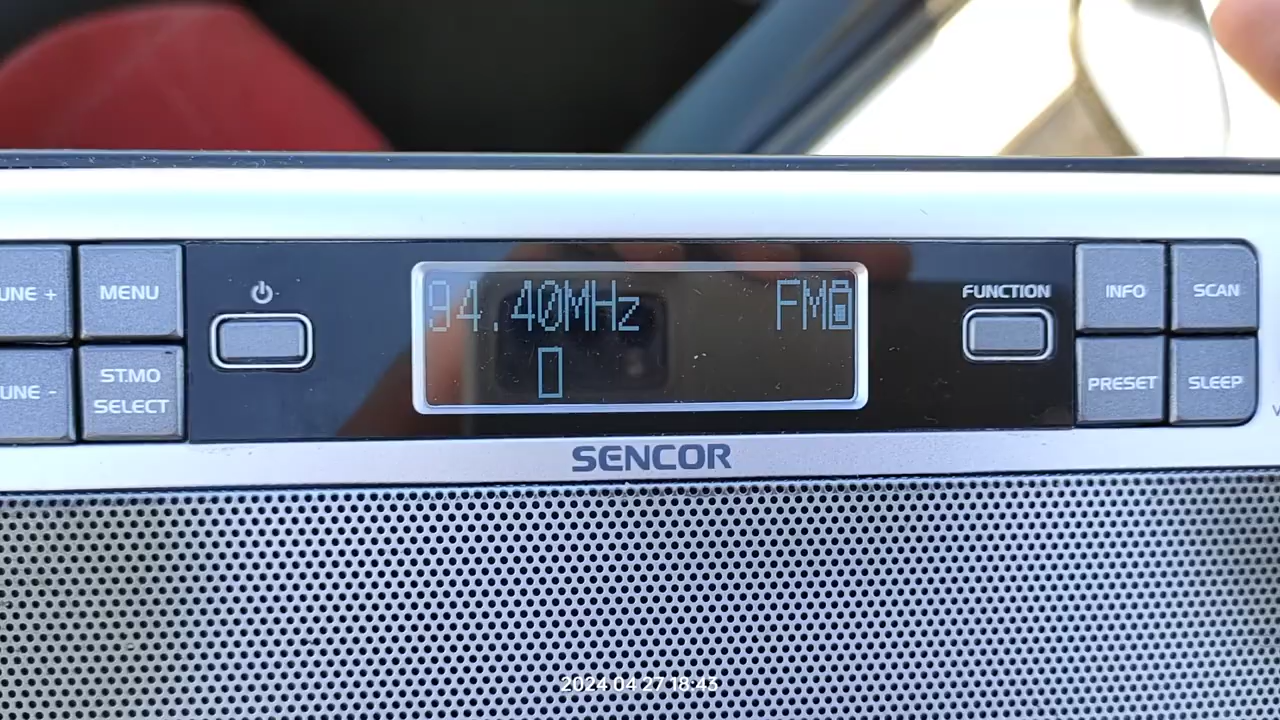 94.40MHz FM
UNE +
MENU
FUNCTION
INFO
SCAN
UNE -
ST.MO
SELECT
PRESET
SLEEP
SENCOR
2024 04 27 18:43